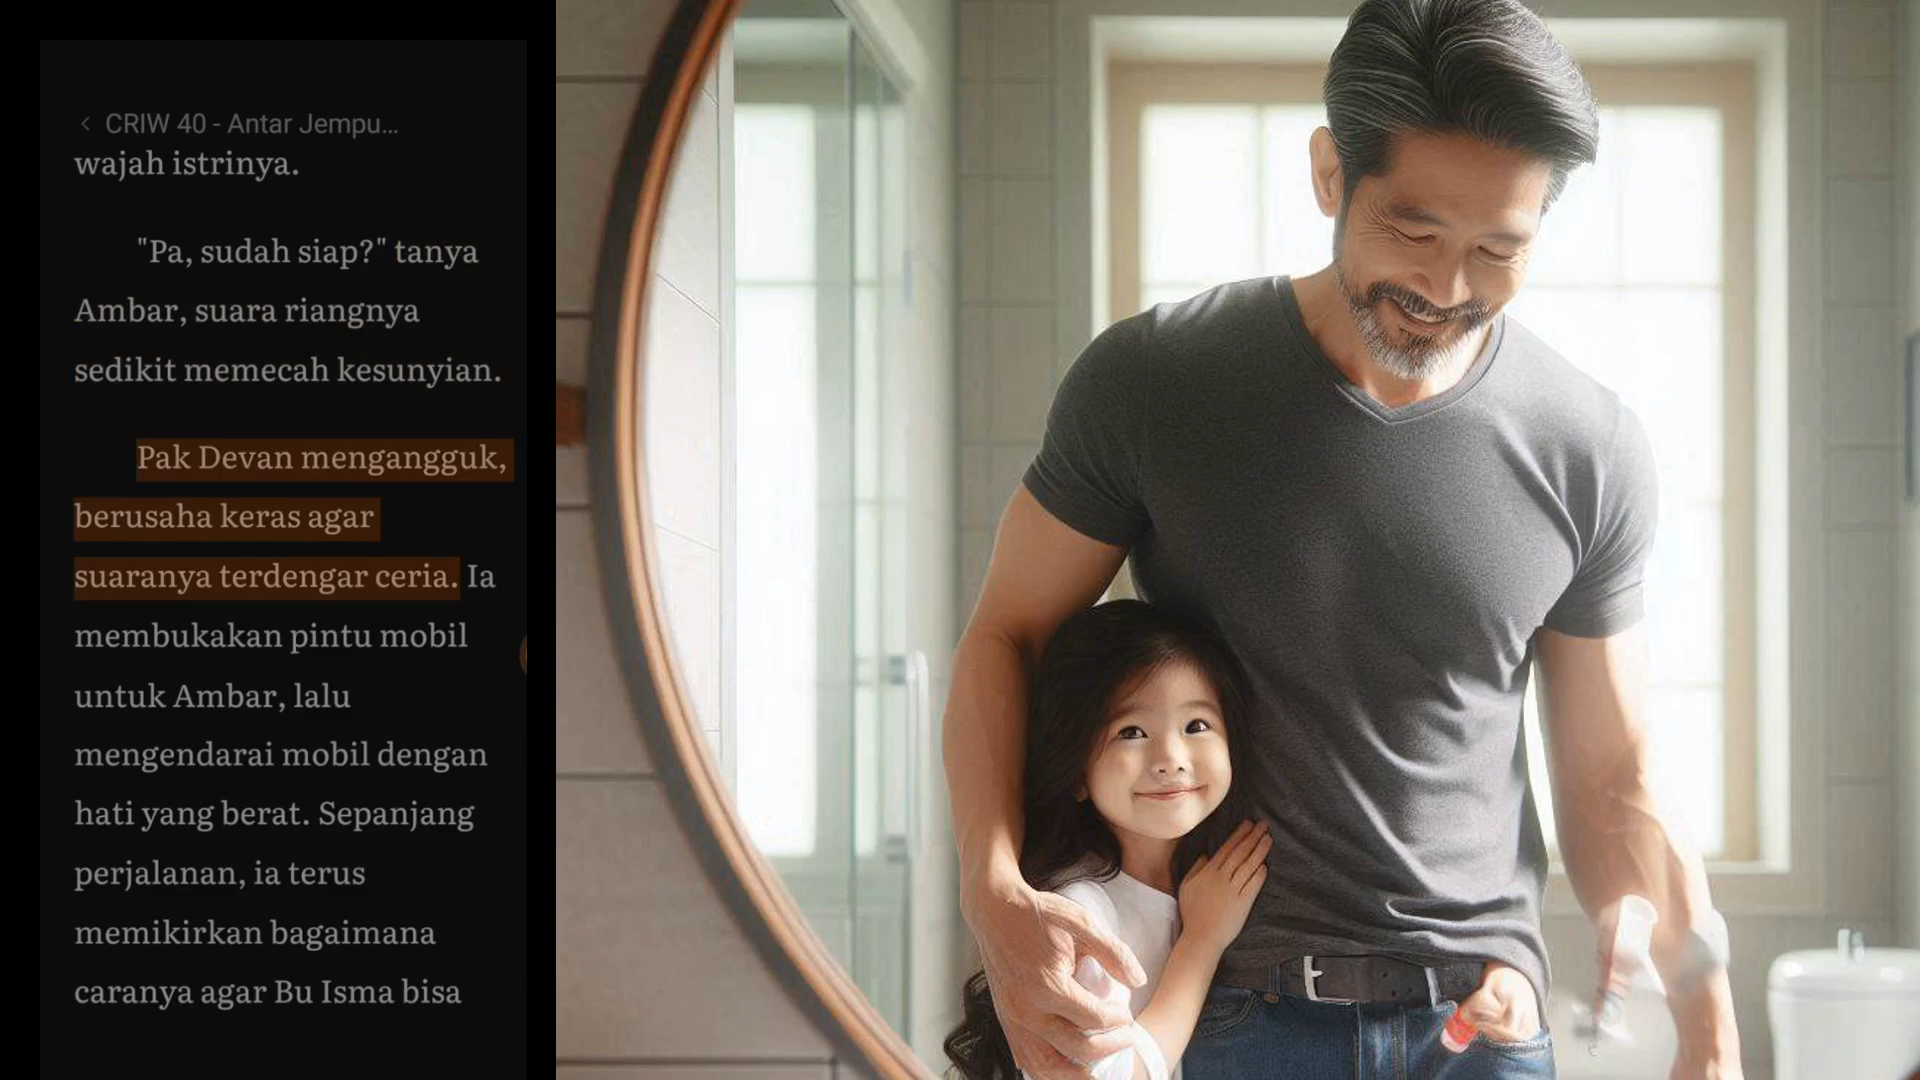 CRIW 40 - Antar Jempu...
wajah istrinya.
"Pa, sudah siap?" tanya
Ambar, suara riangnya
sedikit memecah kesunyian.
Pak Devan mengangguk,
berusaha keras agar
suaranya terdengar ceria. Ia
membukakan pintu mobil
untuk Ambar, lalu
mengendarai mobil dengan
hati yang berat. Sepanjang
perjalanan, ia terus
memikirkan bagaimana
caranya agar Bu Isma bisa